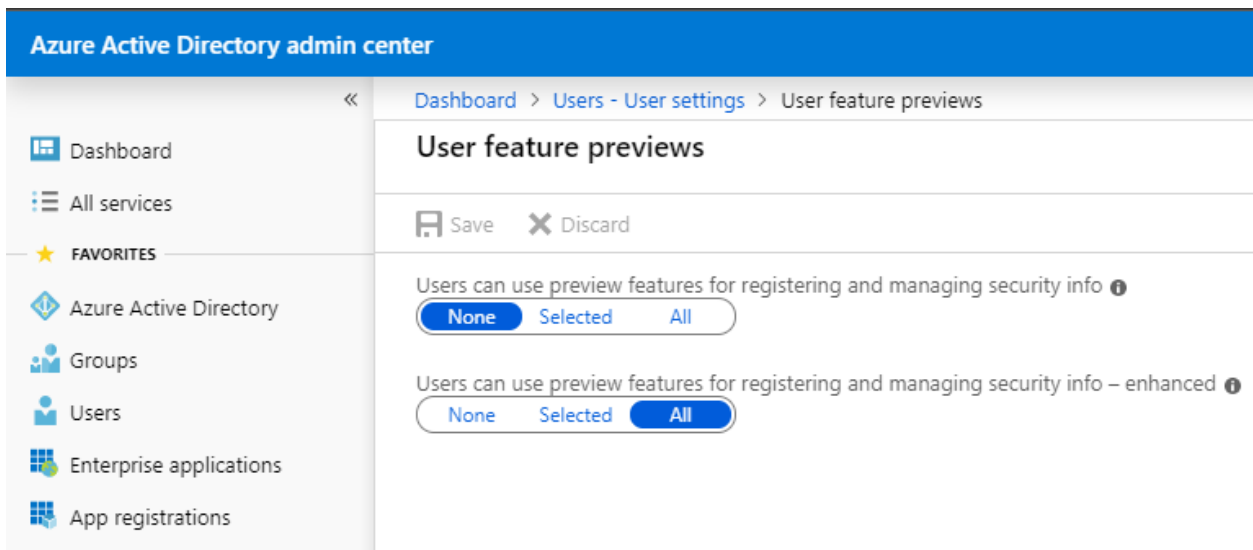 Azure Active Directory admin center
«
Dashboard > Users - User settings > User feature previews
Dashboard
All services
FAVORITES
Azure Active Directory
Groups
Users
Enterprise applications
App registrations
User feature previews
Save Discard
Users can use preview features for registering and managing security info
None Selected All
Users can use preview features for registering and managing security info – enhanced
None Selected All